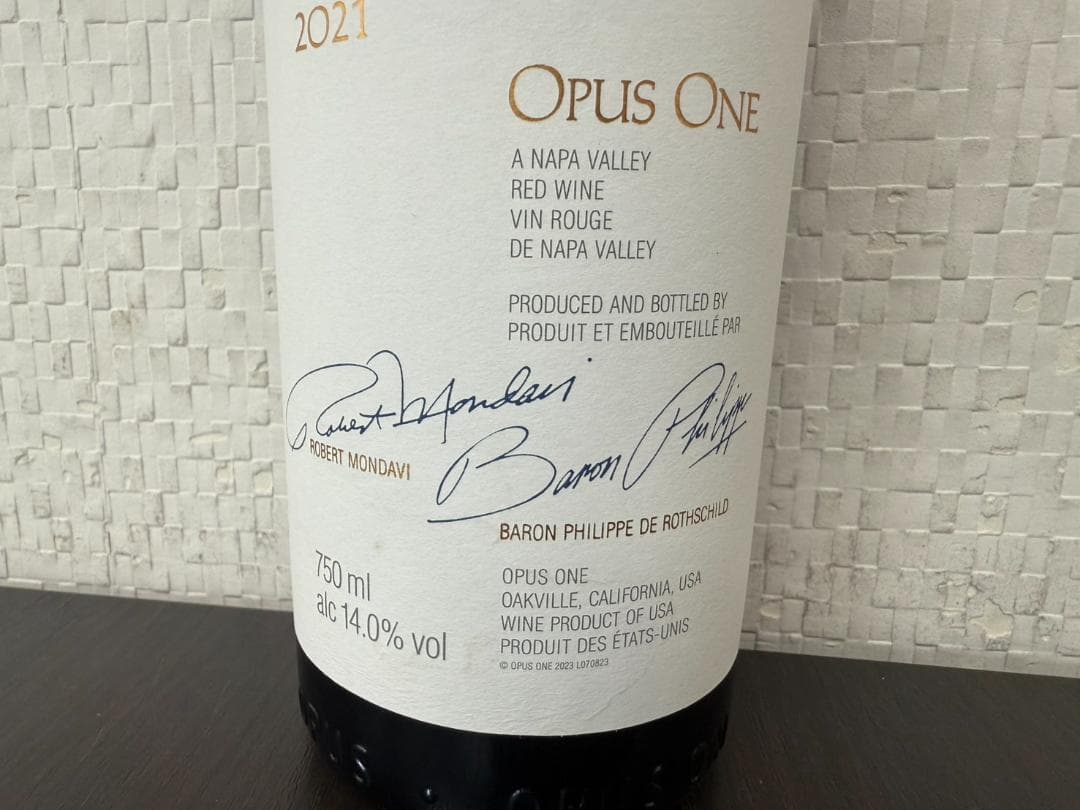 2021
OPUS ONE
A NAPA VALLEY
RED WINE
VIN ROUGE
DE NAPA VALLEY
PRODUCED AND BOTTLED BY
PRODUIT ET EMBOUTEILLÉ PAR
Robert Mondavi
ROBERT MONDAVI
Baron Philippe
BARON PHILIPPE DE ROTHSCHILD
750 ml
alc 14.0% vol
OPUS ONE
OAKVILLE, CALIFORNIA, USA
WINE PRODUCT OF USA
PRODUIT DES ÉTATS-UNIS
© OPUS ONE 2023 L070823